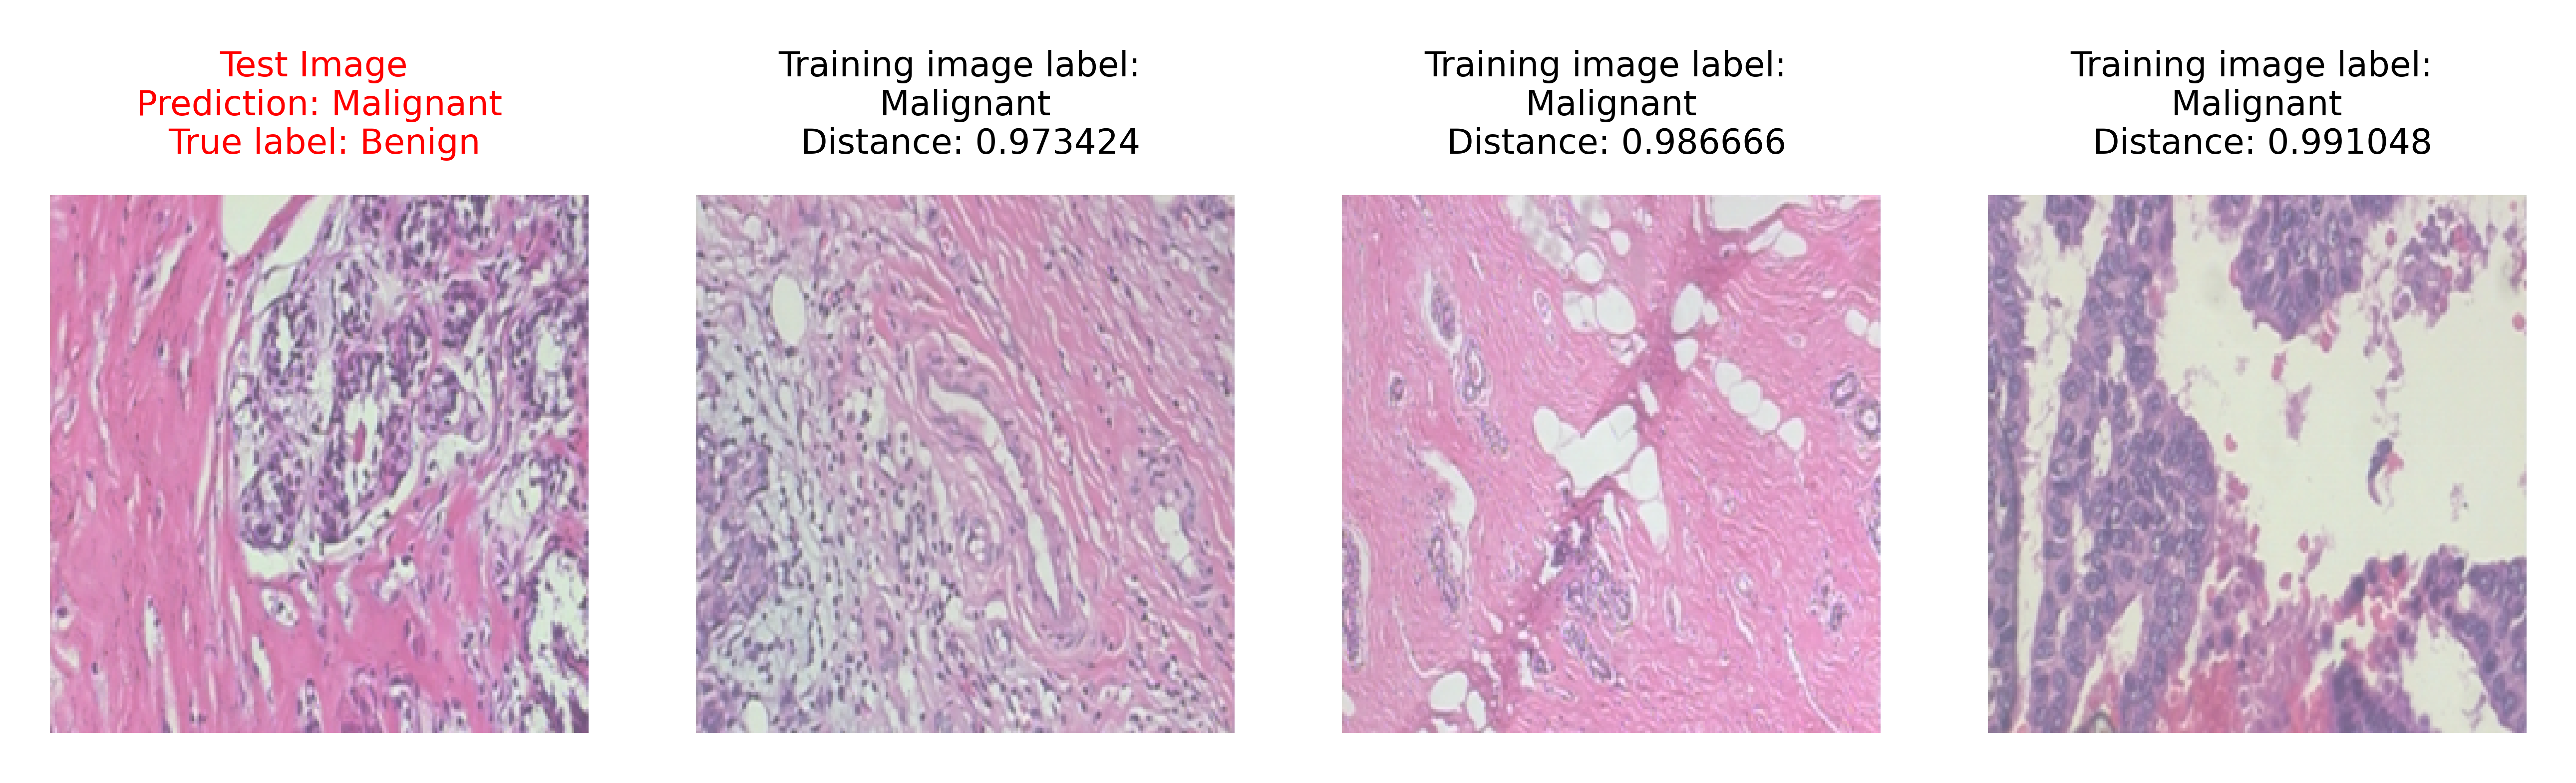 Test Image
Prediction: Malignant
True label: Benign
Training image label:
Malignant
Distance: 0.973424
Training image label:
Malignant
Distance: 0.986666
Training image label:
Malignant
Distance: 0.991048